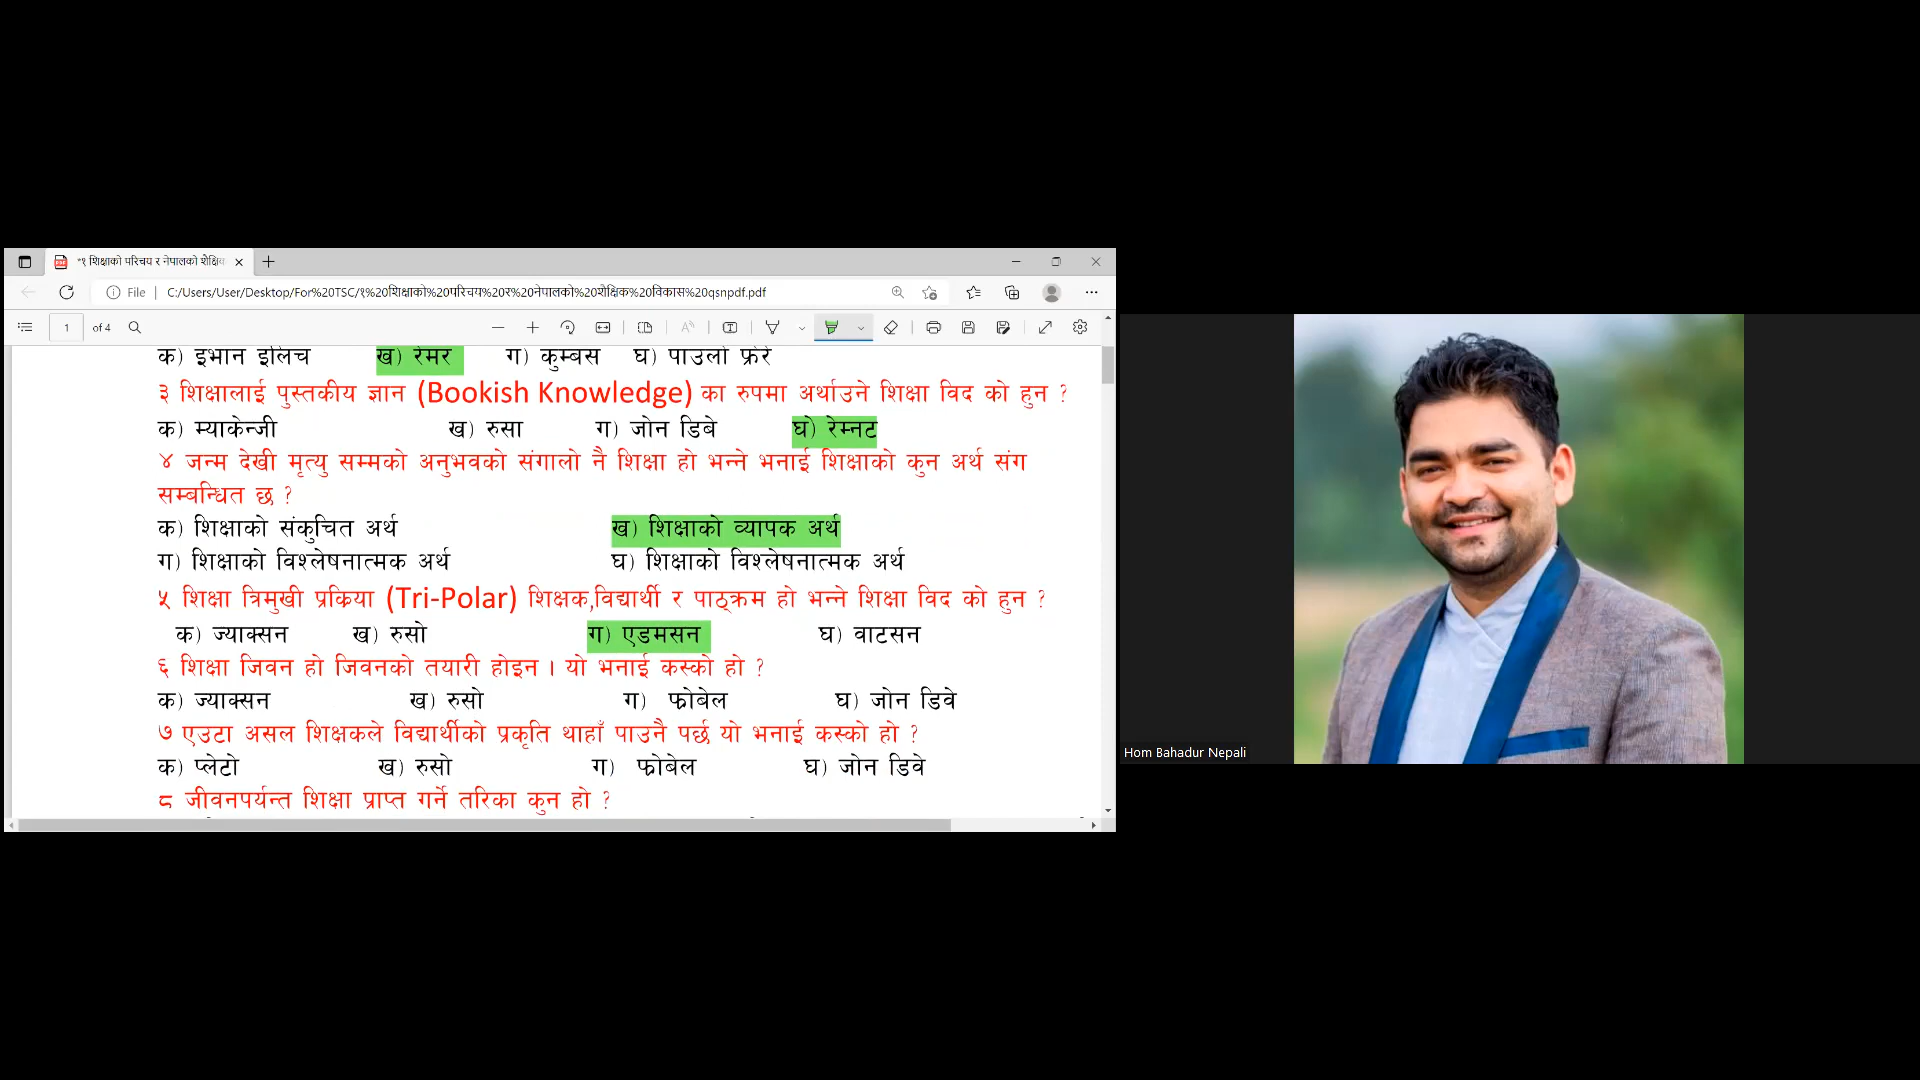 *१ शिक्षाको परिचय र नेपालको शैक्षिक
File | C:/Users/User/Desktop/For%20TSC/१%20शिक्षाको%20परिचय%20र%20नेपालको%20शैक्षिक%20विकास%20qsnpdf.pdf
1 of 4
क) इभान इलिच ख) रिमर ग) कुम्बस घ) पाउलो फ्रेरे
३ शिक्षालाई पुस्तकीय ज्ञान (Bookish Knowledge) का रुपमा अर्थाउने शिक्षा विद को हुन ?
क) म्याकेन्जी ख) रुसा ग) जोन डिबे घ) रेम्नट
४ जन्म देखी मृत्यु सम्मको अनुभवको संगालो नै शिक्षा हो भन्ने भनाई शिक्षाको कुन अर्थ संग
सम्बन्धित छ ?
क) शिक्षाको संकुचित अर्थ ख) शिक्षाको व्यापक अर्थ
ग) शिक्षाको विश्लेषनात्मक अर्थ घ) शिक्षाको विश्लेषनात्मक अर्थ
५ शिक्षा त्रिमुखी प्रकिया (Tri-Polar) शिक्षक,विद्यार्थी र पाठ्क्रम हो भन्ने शिक्षा विद को हुन ?
क) ज्याक्सन ख) रुसो ग) एडमसन घ) वाटसन
६ शिक्षा जिवन हो जिवनको तयारी होइन । यो भनाई कस्को हो ?
क) ज्याक्सन ख) रुसो ग) फ्रोबेल घ) जोन डिवे
७ एउटा असल शिक्षकले विद्यार्थीको प्रकृति थाहाँ पाउनै पर्छ यो भनाई कस्को हो ?
क) प्लेटो ख) रुसो ग) फ्रोबेल घ) जोन डिवे
८ जीवनपर्यन्त शिक्षा प्राप्त गर्ने तरिका कुन हो ?
Hom Bahadur Nepali